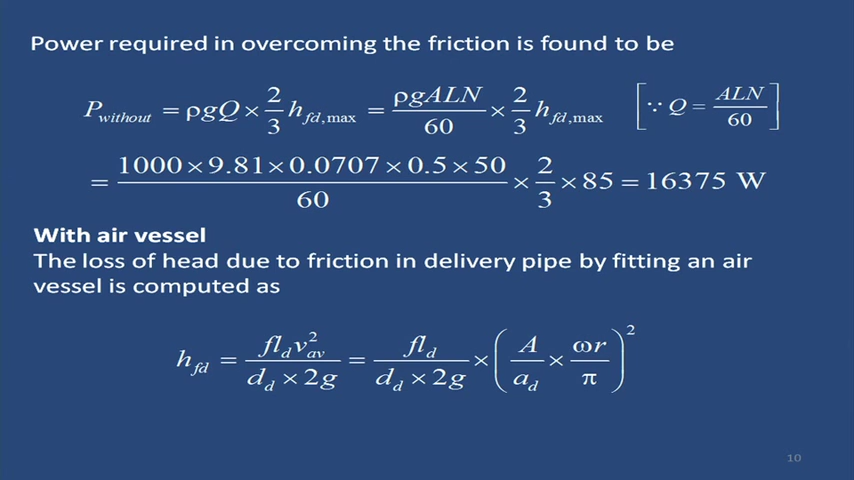 Power required in overcoming the friction is found to be
P_without = ρgQ × 2/3 h_fd,max = ρgALN/60 × 2/3 h_fd,max [∵ Q = ALN/60]
= 1000 × 9.81 × 0.0707 × 0.5 × 50 / 60 × 2/3 × 85 = 16375 W
With air vessel
The loss of head due to friction in delivery pipe by fitting an air
vessel is computed as
h_fd = fl_d v_av^2 / d_d × 2g = fl_d / d_d × 2g × (A/a_d × ωr/π)^2
10